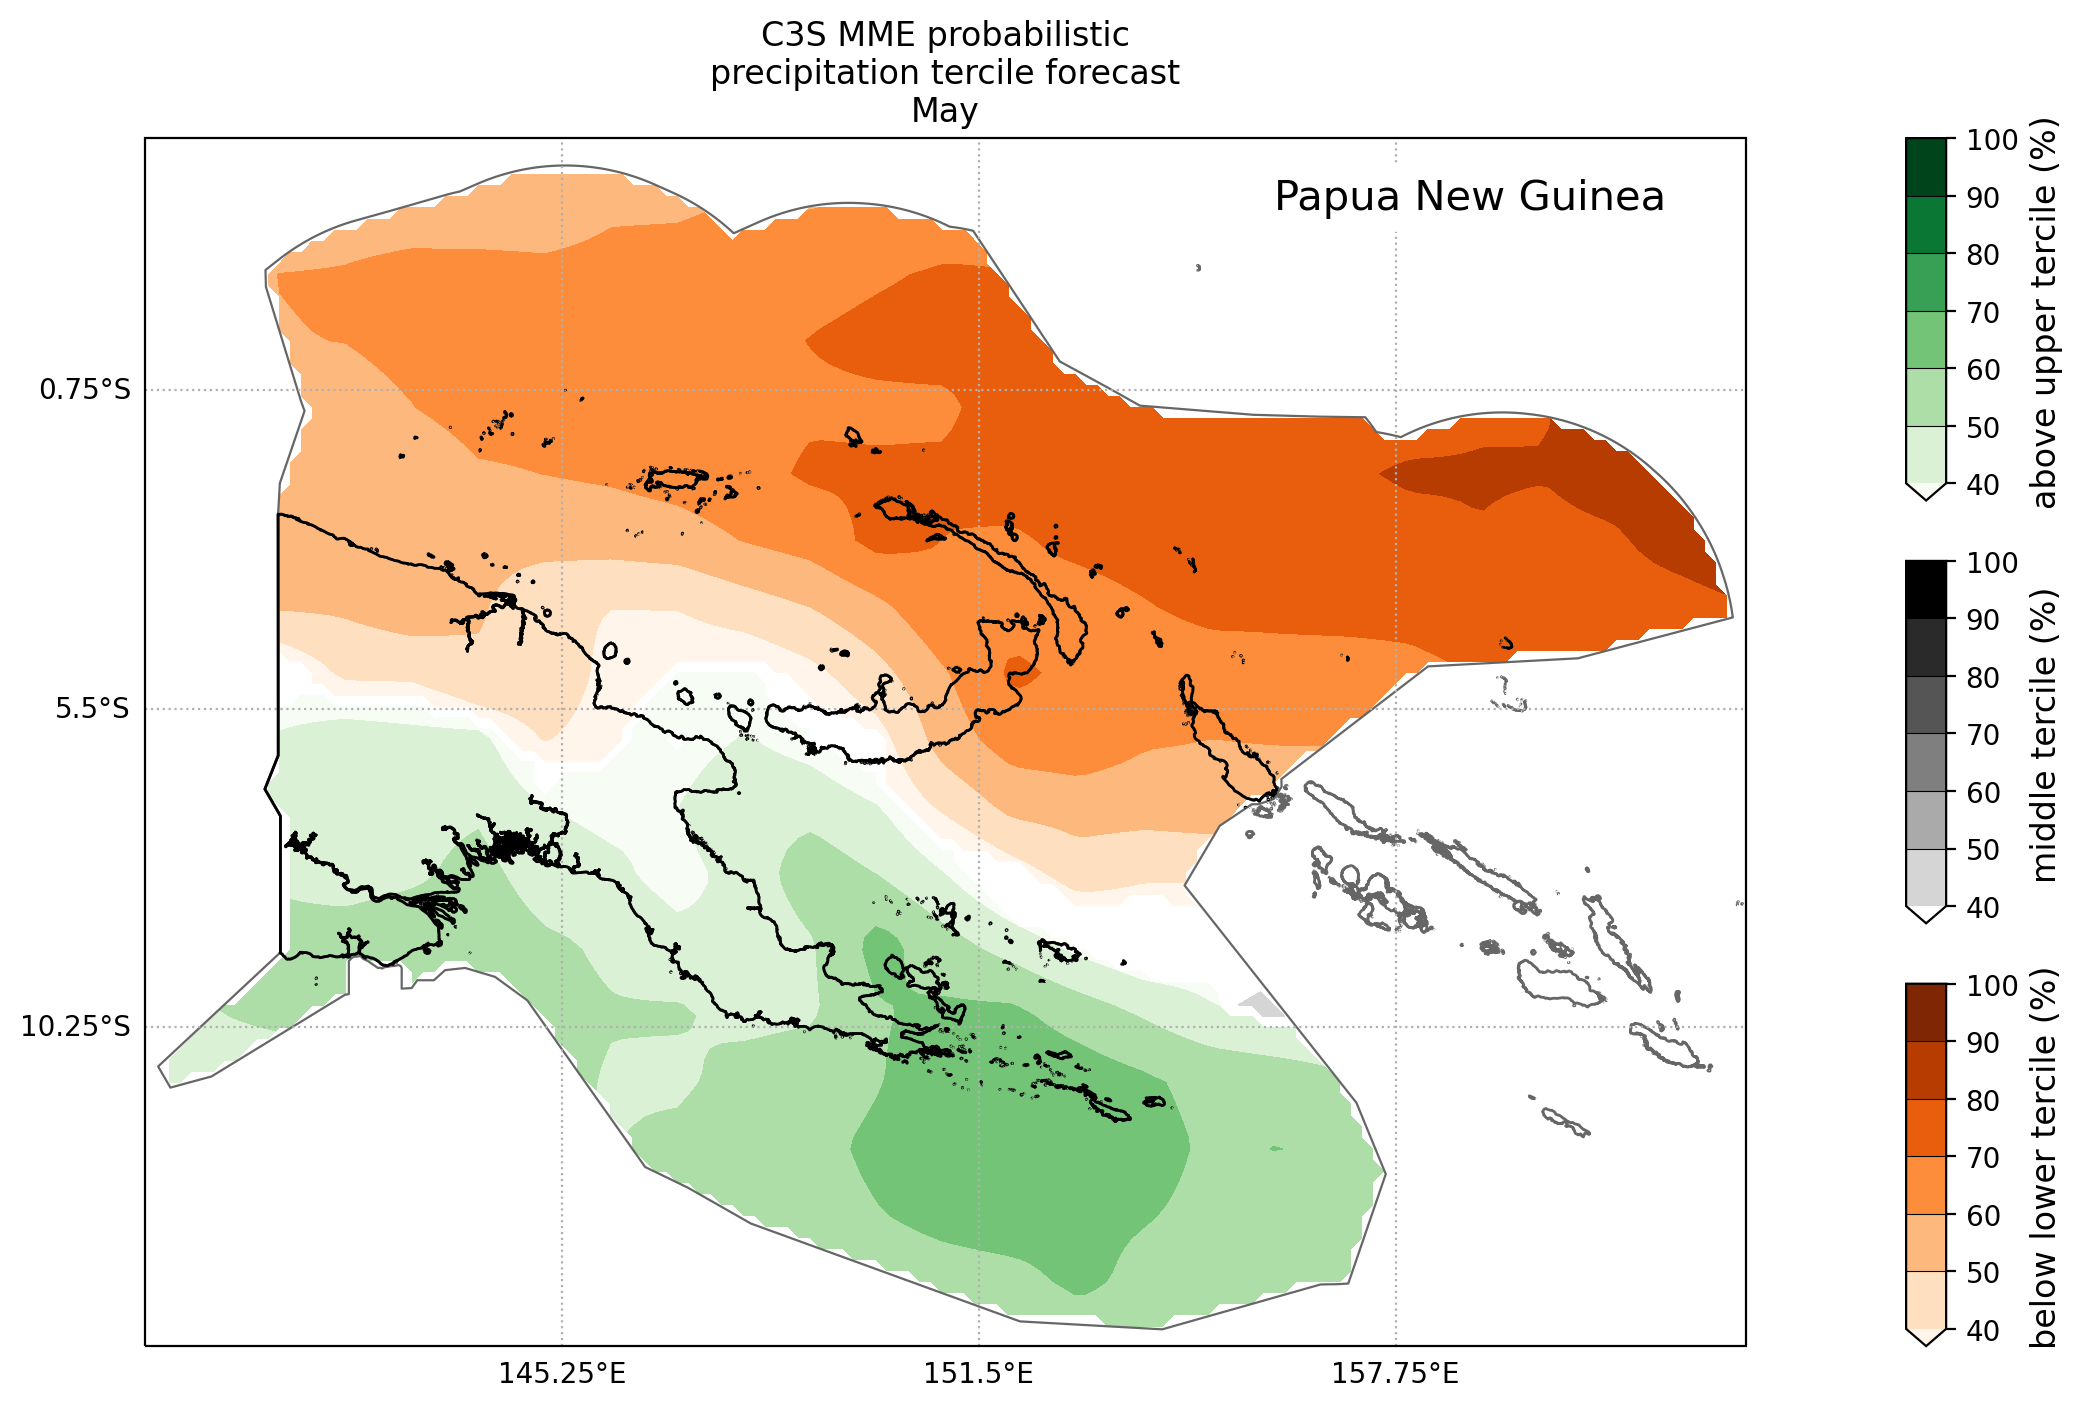 C3S MME probabilistic
precipitation tercile forecast
May
Papua New Guinea
0.75°S
5.5°S
10.25°S
145.25°E
151.5°E
157.75°E
100
90
80
70
60
50
40
above upper tercile (%)
100
90
80
70
60
50
40
middle tercile (%)
100
90
80
70
60
50
40
below lower tercile (%)